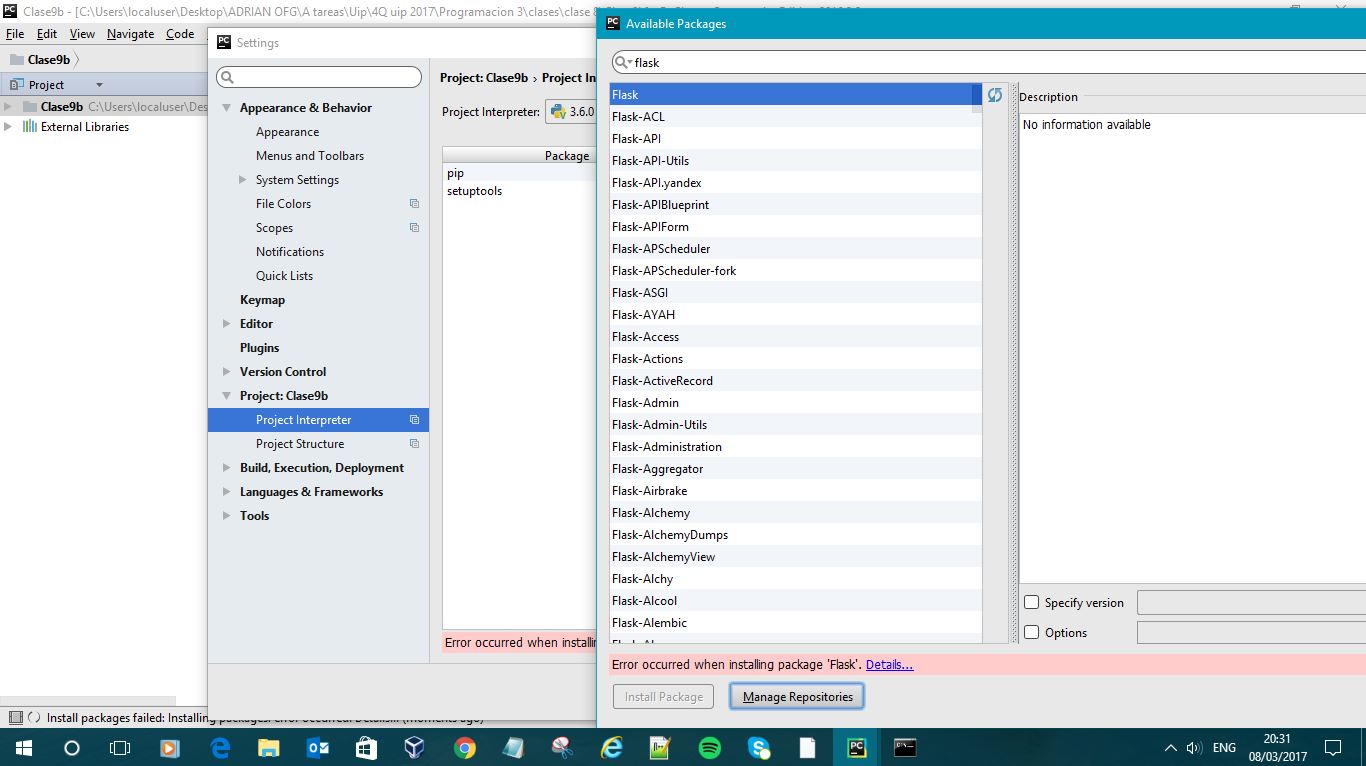 Clase9b - [C:\Users\localuser\Desktop\ADRIAN OFG\A tareas\Uip\4Q uip 2017\Programacion 3\clases\clase
Available Packages
File Edit View Navigate Code
Settings
Clase9b
Project
Clase9b C:\Users\localuser\Des
External Libraries
Appearance & Behavior
Appearance
Menus and Toolbars
System Settings
File Colors
Scopes
Notifications
Quick Lists
Keymap
Editor
Plugins
Version Control
Project: Clase9b
Project Interpreter
Project Structure
Build, Execution, Deployment
Languages & Frameworks
Tools
Project: Clase9b › Project In
Project Interpreter: 3.6.0
Package
pip
setuptools
Error occurred when installin
flask
Flask
Flask-ACL
Flask-API
Flask-API-Utils
Flask-API.yandex
Flask-APIBlueprint
Flask-APIForm
Flask-APScheduler
Flask-APScheduler-fork
Flask-ASGI
Flask-AYAH
Flask-Access
Flask-Actions
Flask-ActiveRecord
Flask-Admin
Flask-Admin-Utils
Flask-Administration
Flask-Aggregator
Flask-Airbrake
Flask-Alchemy
Flask-AlchemyDumps
Flask-AlchemyView
Flask-Alchy
Flask-Alcool
Flask-Alembic
Description
No information available
Specify version
Options
Error occurred when installing package 'Flask'. Details...
Install Package Manage Repositories
Install packages failed: Installing packages: error occurred. Details... (moments ago)
ENG
20:31
08/03/2017